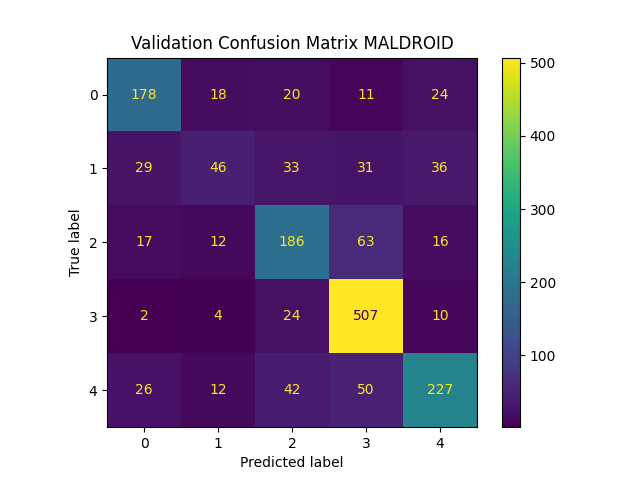 Validation Confusion Matrix MALDROID
True label
0 178 18 20 11 24
1 29 46 33 31 36
2 17 12 186 63 16
3 2 4 24 507 10
4 26 12 42 50 227
0 1 2 3 4
Predicted label
500
400
300
200
100